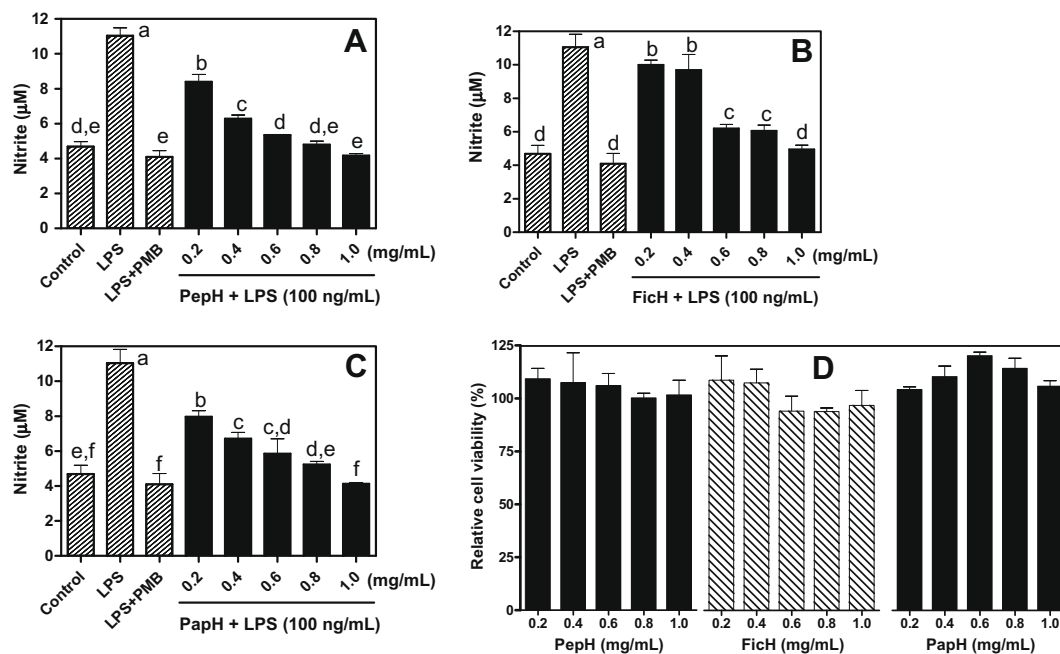 A
Nitrite (μM)
12
10
8
6
4
2
0
d,e
a
e
b
c
d
d,e
e
Control
LPS
LPS+PMB
0.2
0.4
0.6
0.8
1.0
(mg/mL)
PepH + LPS (100 ng/mL)
B
Nitrite (μM)
12
10
8
6
4
2
0
d
a
d
b
b
c
c
d
Control
LPS
LPS+PMB
0.2
0.4
0.6
0.8
1.0
(mg/mL)
FicH + LPS (100 ng/mL)
C
Nitrite (μM)
12
10
8
6
4
2
0
e,f
a
f
b
c
c,d
d,e
f
Control
LPS
LPS+PMB
0.2
0.4
0.6
0.8
1.0
(mg/mL)
PapH + LPS (100 ng/mL)
D
Relative cell viability (%)
125
100
75
50
25
0
0.2 0.4 0.6 0.8 1.0
PepH (mg/mL)
0.2 0.4 0.6 0.8 1.0
FicH (mg/mL)
0.2 0.4 0.6 0.8 1.0
PapH (mg/mL)